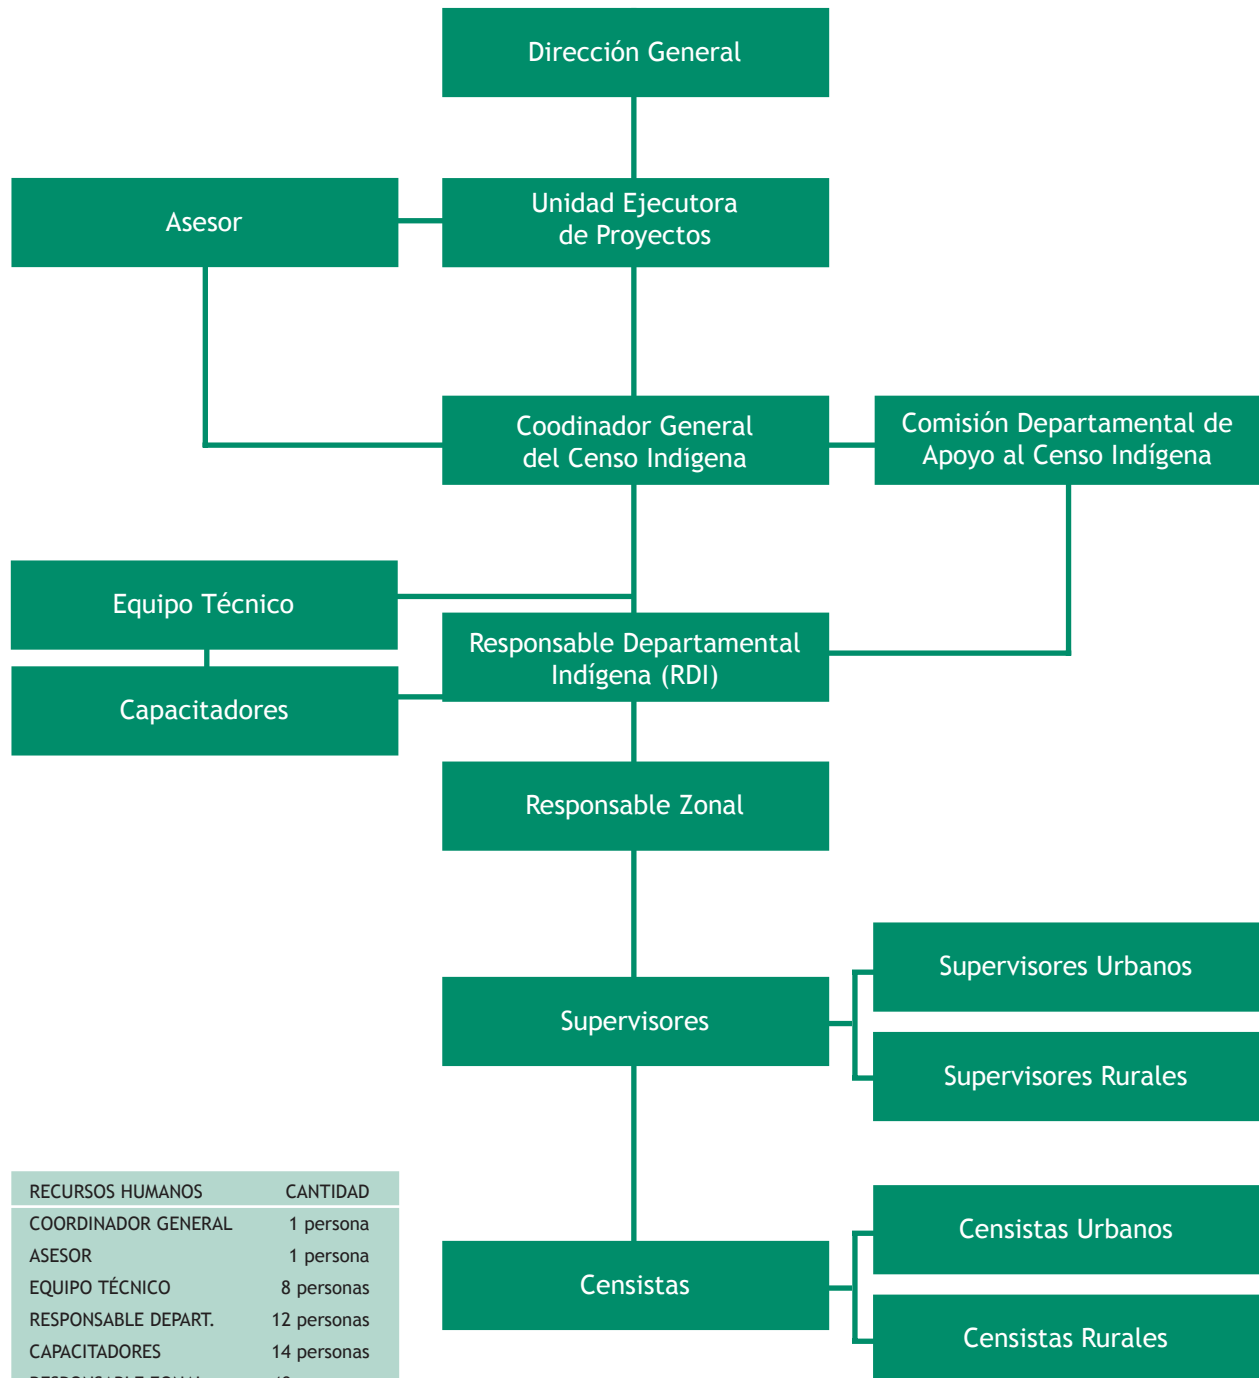 Dirección General
Asesor
Unidad Ejecutora
de Proyectos
Coodinador General
del Censo Indígena
Comisión Departamental de
Apoyo al Censo Indígena
Equipo Técnico
Capacitadores
Responsable Departamental
Indígena (RDI)
Responsable Zonal
Supervisores
Supervisores Urbanos
Supervisores Rurales
Censistas
Censistas Urbanos
Censistas Rurales
RECURSOS HUMANOS CANTIDAD
COORDINADOR GENERAL 1 persona
ASESOR 1 persona
EQUIPO TÉCNICO 8 personas
RESPONSABLE DEPART. 12 personas
CAPACITADORES 14 personas
RESPONSABLE ZONAL